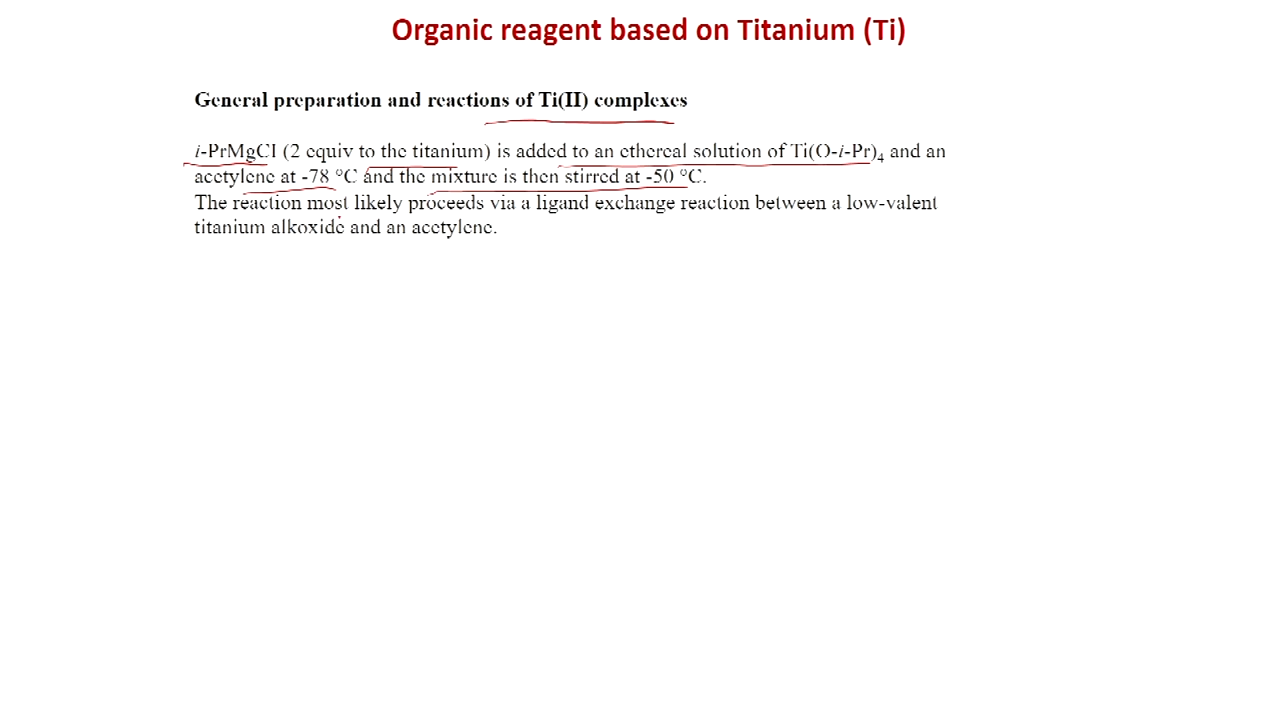 Organic reagent based on Titanium (Ti)
General preparation and reactions of Ti(II) complexes
i-PrMgCl (2 equiv to the titanium) is added to an ethereal solution of Ti(O-i-Pr)₄ and an
acetylene at -78 °C and the mixture is then stirred at -50 °C.
The reaction most likely proceeds via a ligand exchange reaction between a low-valent
titanium alkoxide and an acetylene.